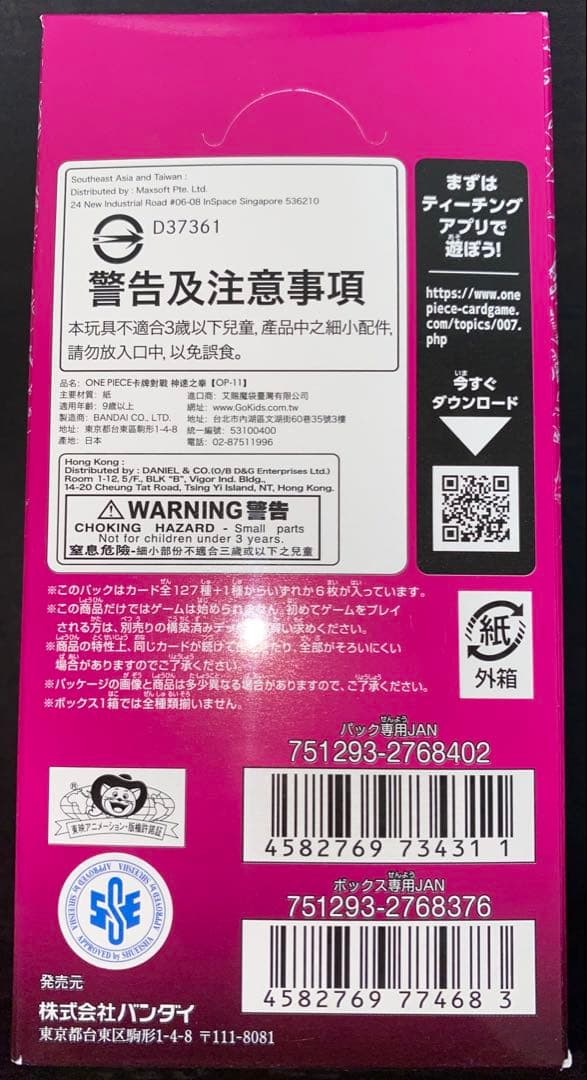 Southeast Asia and Taiwan :
Distributed by : Maxsoft Pte. Ltd.
24 New Industrial Road #06-08 InSpace Singapore 536210
D37361
警告及注意事項
本玩具不適合3歲以下兒童, 產品中之細小配件,
請勿放入口中, 以免誤食。
品名: ONE PIECE卡牌對戰 神速之拳【OP-11】
主要材質: 紙
適用年齡: 9歲以上
製造商: BANDAI CO., LTD.
地址: 東京都台東區駒形1-4-8
產地: 日本
進口商: 艾賜魔袋臺灣有限公司
網址: www.GoKids.com.tw
地址: 台北市內湖區文湖街60巷35號3樓
統一編號: 53100400
電話: 02-87511996
Hong Kong :
Distributed by : DANIEL & CO.(O/B D&G Enterprises Ltd.)
Room 1-12, 5/F., BLK "B", Vigor Ind. Bldg.,
14-20 Cheung Tat Road, Tsing Yi Island, NT, Hong Kong.
WARNING 警告
CHOKING HAZARD - Small parts
Not for children under 3 years.
窒息危險-細小部份不適合三歲或以下之兒童
まずは
ティーチング
アプリで
遊ぼう!
https://www.one
piece-cardgame.
com/topics/007.
php
今すぐ
ダウンロード
※このパックはカード全127種+1種からいずれか6枚が入っています。
※この商品だけではゲームは始められません。初めてゲームをプレイ
される方は、別売りの構築済みデッ お買い求めください。
※商品の特性上、同じカードが続けて たり、全部がそろいにくい
場合がありますのでご了承ください。
※パッケージの画像と商品は多少異なる場合がありますので、ご了承ください。
※ボックス1箱では全種類揃いません。
紙
外箱
パック専用JAN
751293-2768402
4582769 73431 1
ボックス専用JAN
751293-2768376
4582769 77468 3
東映アニメーション・版権許諾証
APPROVED by SHUEISHA
発売元
株式会社バンダイ
東京都台東区駒形1-4-8 〒111-8081